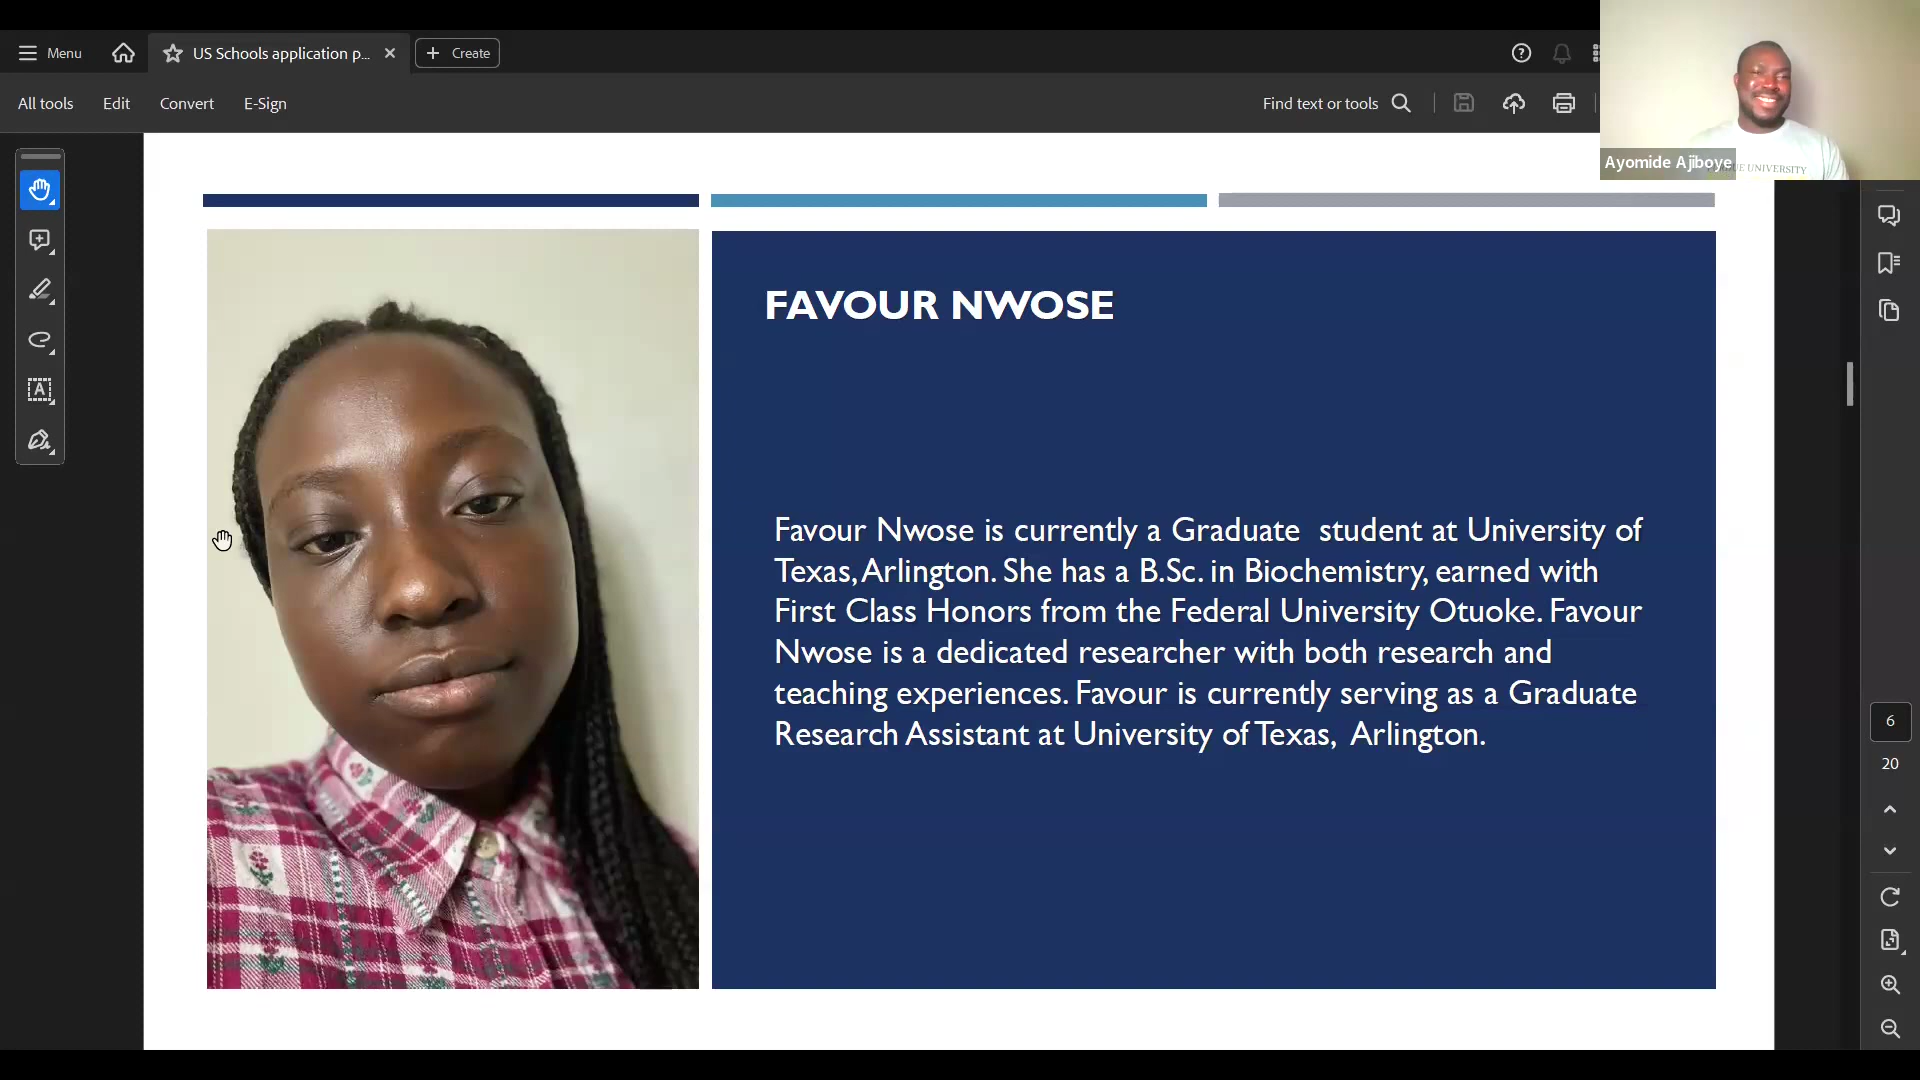 Menu
US Schools application p...
Create
All tools
Edit
Convert
E-Sign
Find text or tools
Ayomide Ajiboye
UNIVERSITY
FAVOUR NWOSE
Favour Nwose is currently a Graduate student at University of
Texas, Arlington. She has a B.Sc. in Biochemistry, earned with
First Class Honors from the Federal University Otuoke. Favour
Nwose is a dedicated researcher with both research and
teaching experiences. Favour is currently serving as a Graduate
Research Assistant at University of Texas, Arlington.
6
20